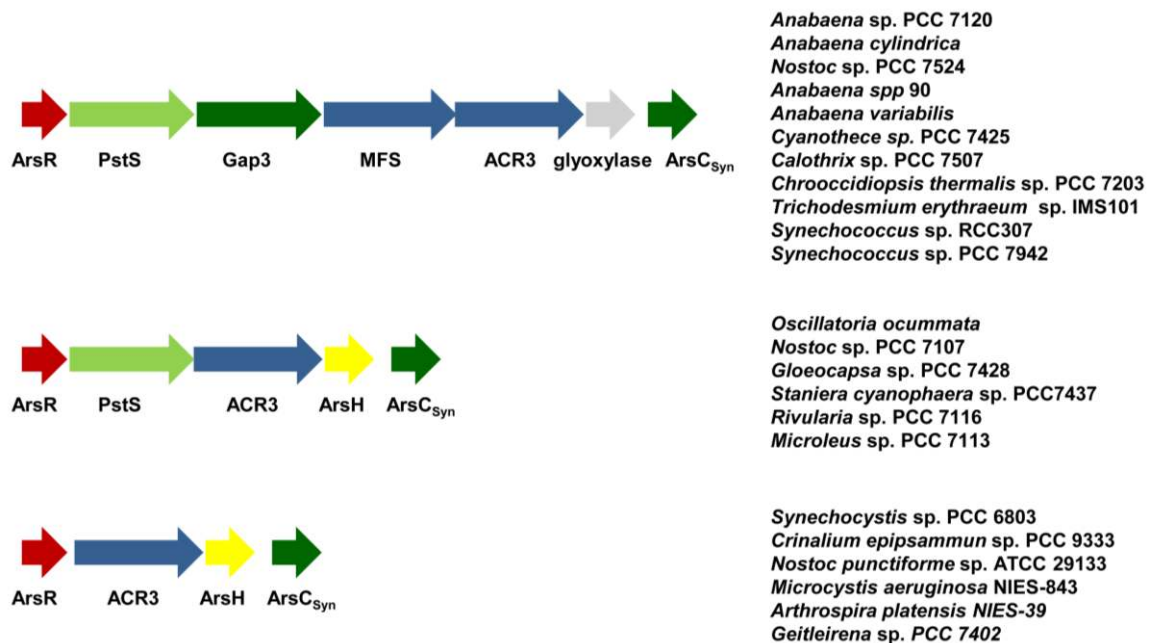 Anabaena sp. PCC 7120
Anabaena cylindrica
Nostoc sp. PCC 7524
Anabaena spp 90
Anabaena variabilis
Cyanothece sp. PCC 7425
Calothrix sp. PCC 7507
Chrooccidiopsis thermalis sp. PCC 7203
Trichodesmium erythraeum sp. IMS101
Synechococcus sp. RCC307
Synechococcus sp. PCC 7942
ArsR PstS Gap3 MFS ACR3 glyoxylase ArsCSyn
Oscillatoria ocummata
Nostoc sp. PCC 7107
Gloeocapsa sp. PCC 7428
Staniera cyanophaera sp. PCC7437
Rivularia sp. PCC 7116
Microleus sp. PCC 7113
ArsR PstS ACR3 ArsH ArsCSyn
Synechocystis sp. PCC 6803
Crinalium epipsammun sp. PCC 9333
Nostoc punctiforme sp. ATCC 29133
Microcystis aeruginosa NIES-843
Arthrospira platensis NIES-39
Geitleirena sp. PCC 7402
ArsR ACR3 ArsH ArsCSyn